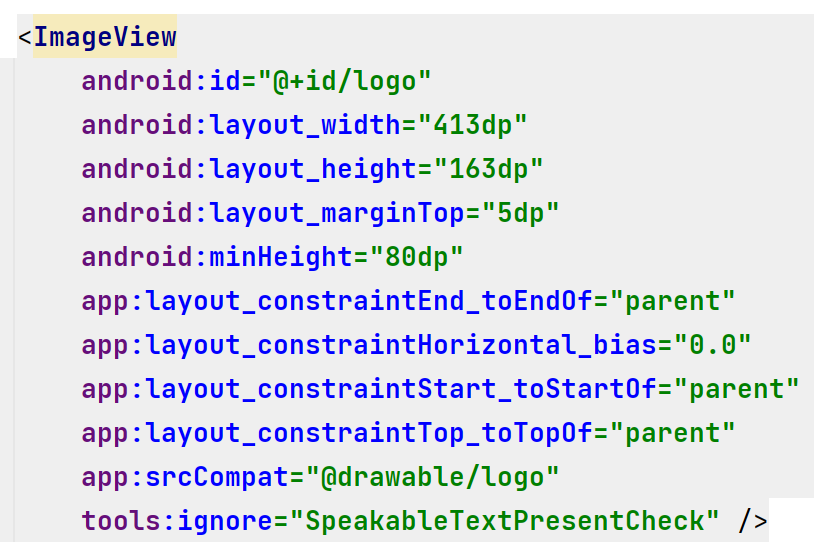 <ImageView
android:id="@+id/logo"
android:layout_width="413dp"
android:layout_height="163dp"
android:layout_marginTop="5dp"
android:minHeight="80dp"
app:layout_constraintEnd_toEndOf="parent"
app:layout_constraintHorizontal_bias="0.0"
app:layout_constraintStart_toStartOf="parent"
app:layout_constraintTop_toTopOf="parent"
app:srcCompat="@drawable/logo"
tools:ignore="SpeakableTextPresentCheck" />